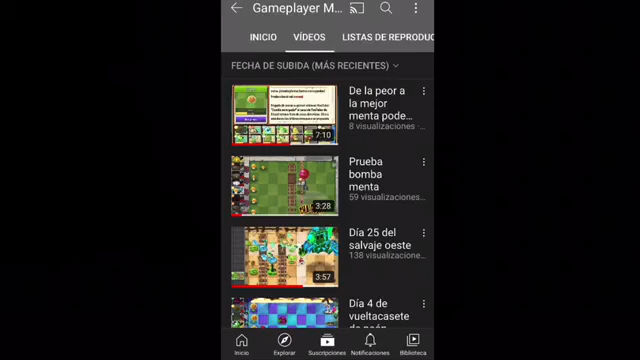 Gameplayer M...
INICIO VÍDEOS LISTAS DE REPRODUC
FECHA DE SUBIDA (MÁS RECIENTES)
De la peor a
la mejor
menta pode...
8 visualizaciones ·...
7:10
Prueba
bomba
menta
59 visualizaciones...
3:28
Día 25 del
salvaje oeste
138 visualizacione...
3:57
Día 4 de
vueltacasete
Inicio Explorar Suscripciones Notificaciones Biblioteca